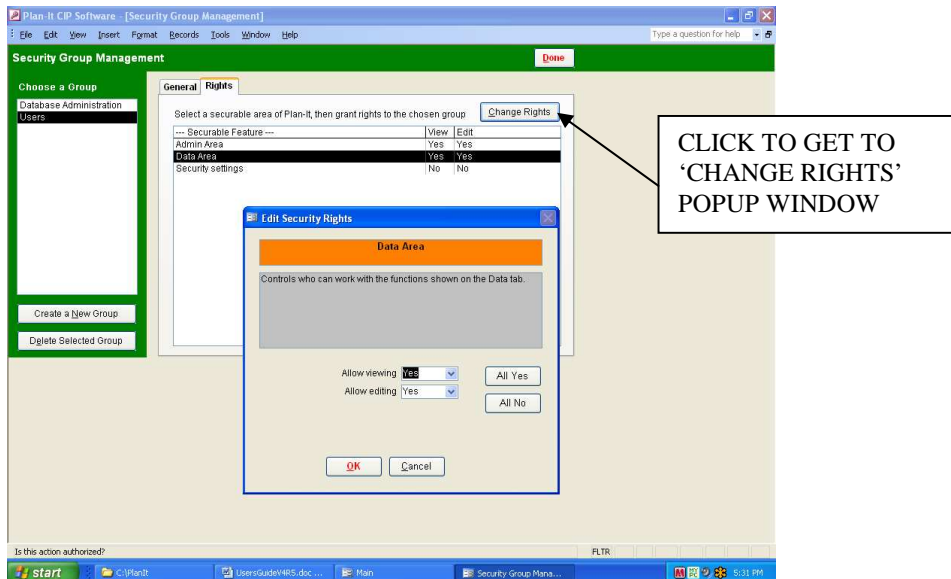 Plan-It CIP Software - [Security Group Management]
File Edit View Insert Format Records Tools Window Help
Type a question for help
Security Group Management
Done
Choose a Group
Database Administration
Users
Create a New Group
Delete Selected Group
General Rights
Select a securable area of Plan-It, then grant rights to the chosen group
Change Rights
--- Securable Feature --- View Edit
Admin Area Yes Yes
Data Area Yes Yes
Security settings No No
CLICK TO GET TO
‘CHANGE RIGHTS’
POPUP WINDOW
Edit Security Rights
Data Area
Controls who can work with the functions shown on the Data tab.
Allow viewing Yes
All Yes
Allow editing Yes
All No
OK Cancel
Is this action authorized?
FLTR
start C:\PlanIt UsersGuideV4R5.doc ... Main Security Group Mana... 5:31 PM